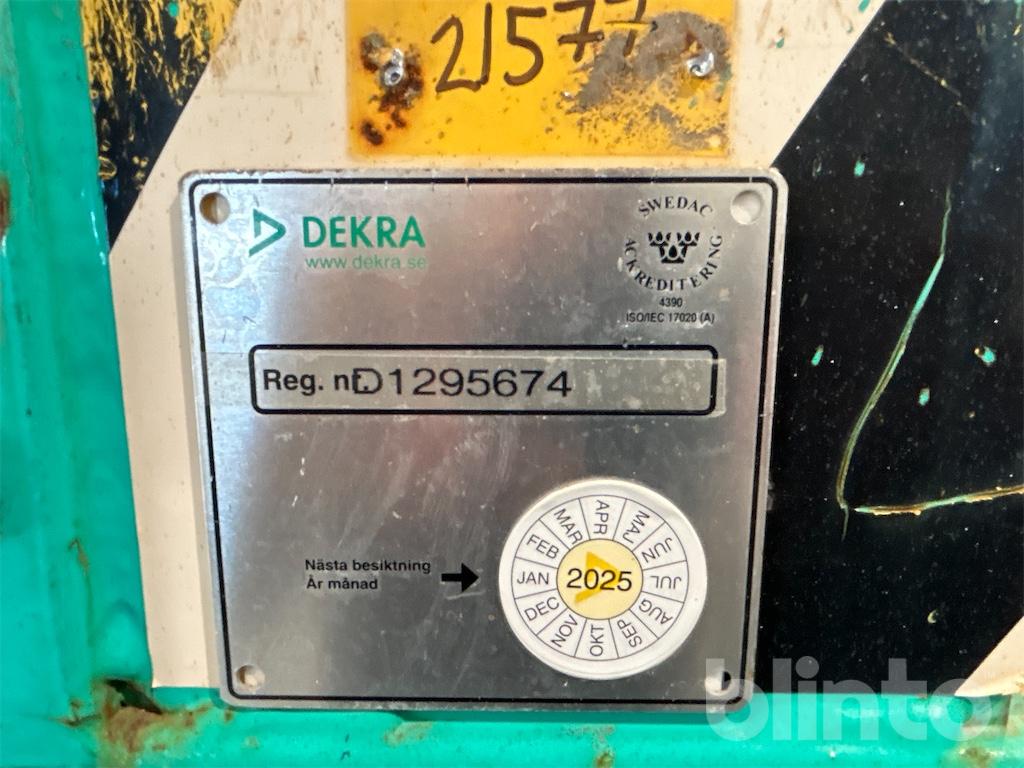 21577
DEKRA
www.dekra.se
SWEDAC
ACKREDITERING
4390
ISO/IEC 17020 (A)
Reg. nr. D1295674
Nästa besiktning
År månad
JAN FEB MAR APR MAJ JUN JUL AUG SEP OKT NOV DEC
2025
blinto